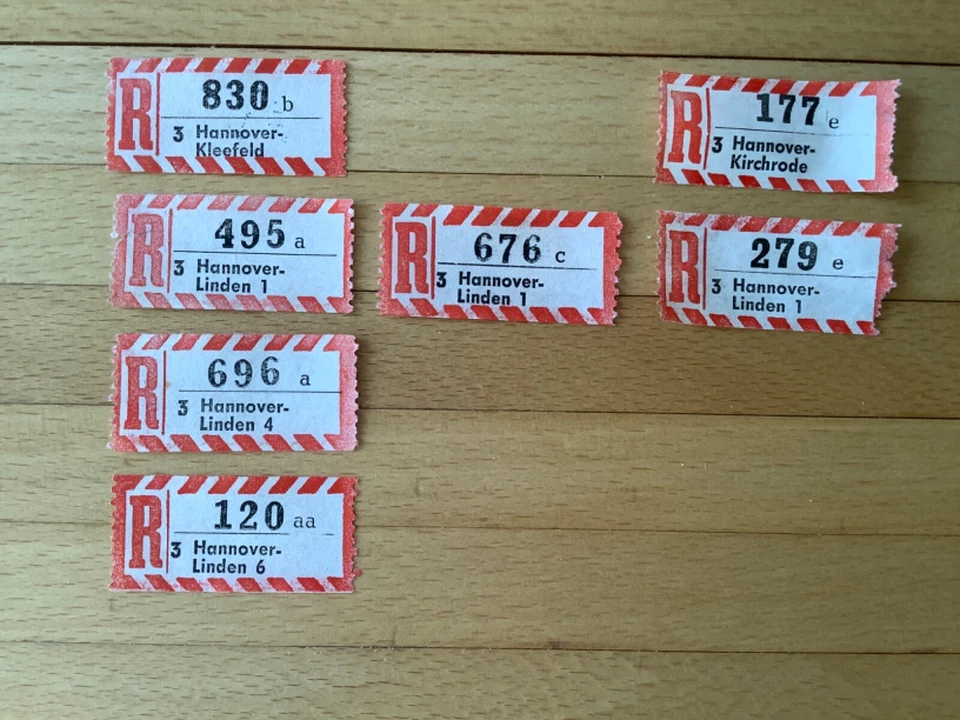 R 830 b
3 Hannover-
Kleefeld
R 177 e
3 Hannover-
Kirchrode
R 495 a
3 Hannover-
Linden 1
R 676 c
3 Hannover-
Linden 1
R 279 e
3 Hannover-
Linden 1
R 696 a
3 Hannover-
Linden 4
R 120 aa
3 Hannover-
Linden 6